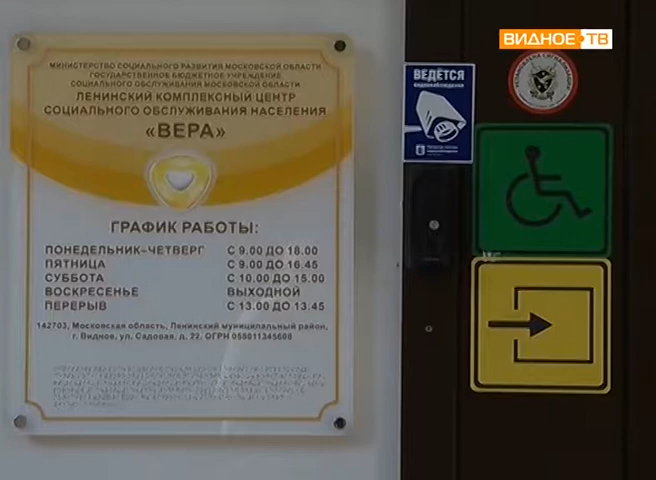 ВИДНОЕ ТВ
МИНИСТЕРСТВО СОЦИАЛЬНОГО РАЗВИТИЯ МОСКОВСКОЙ ОБЛАСТИ
ГОСУДАРСТВЕННОЕ БЮДЖЕТНОЕ УЧРЕЖДЕНИЕ
СОЦИАЛЬНОГО ОБСЛУЖИВАНИЯ МОСКОВСКОЙ ОБЛАСТИ
ЛЕНИНСКИЙ КОМПЛЕКСНЫЙ ЦЕНТР
СОЦИАЛЬНОГО ОБСЛУЖИВАНИЯ НАСЕЛЕНИЯ
«ВЕРА»
ГРАФИК РАБОТЫ:
ПОНЕДЕЛЬНИК–ЧЕТВЕРГ С 9.00 ДО 18.00
ПЯТНИЦА С 9.00 ДО 16.45
СУББОТА С 10.00 ДО 15.00
ВОСКРЕСЕНЬЕ ВЫХОДНОЙ
ПЕРЕРЫВ С 13.00 ДО 13.45
142703, Московская область, Ленинский муниципальный район,
г. Видное, ул. Садовая, д. 22. ОГРН
ВЕДЁТСЯ
видеонаблюдение